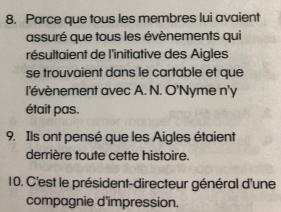 8. Parce que tous les membres lui avaient
assuré que tous les évènements qui
résultaient de l'initiative des Aigles
se trouvaient dans le cartable et que
l'évènement avec A. N. O'Nyme n'y
était pas.
9. Ils ont pensé que les Aigles étaient
derrière toute cette histoire.
10. C'est le président-directeur général d'une
compagnie d'impression.